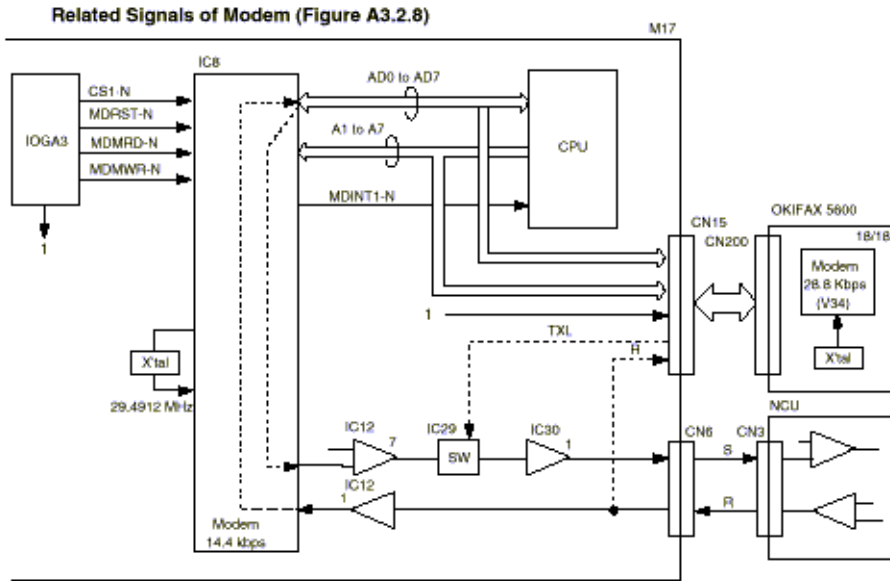 Related Signals of Modem (Figure A3.2.8)
M17
IC8
AD0 to AD7
CS1-N
MDRST-N
IOGA3
MDMRD-N
MDMWR-N
A1 to A7
CPU
MDINT1-N
1
CN15
CN200
OKIFAX 5600
18/18
Modem
28.8 Kbps
(V34)
X'tal
1
TXL
R
X'tal
29.4912 MHz
NCU
IC12
7
IC29
SW
IC30
1
CN6
CN3
S
IC12
1
R
Modem
14.4 kbps